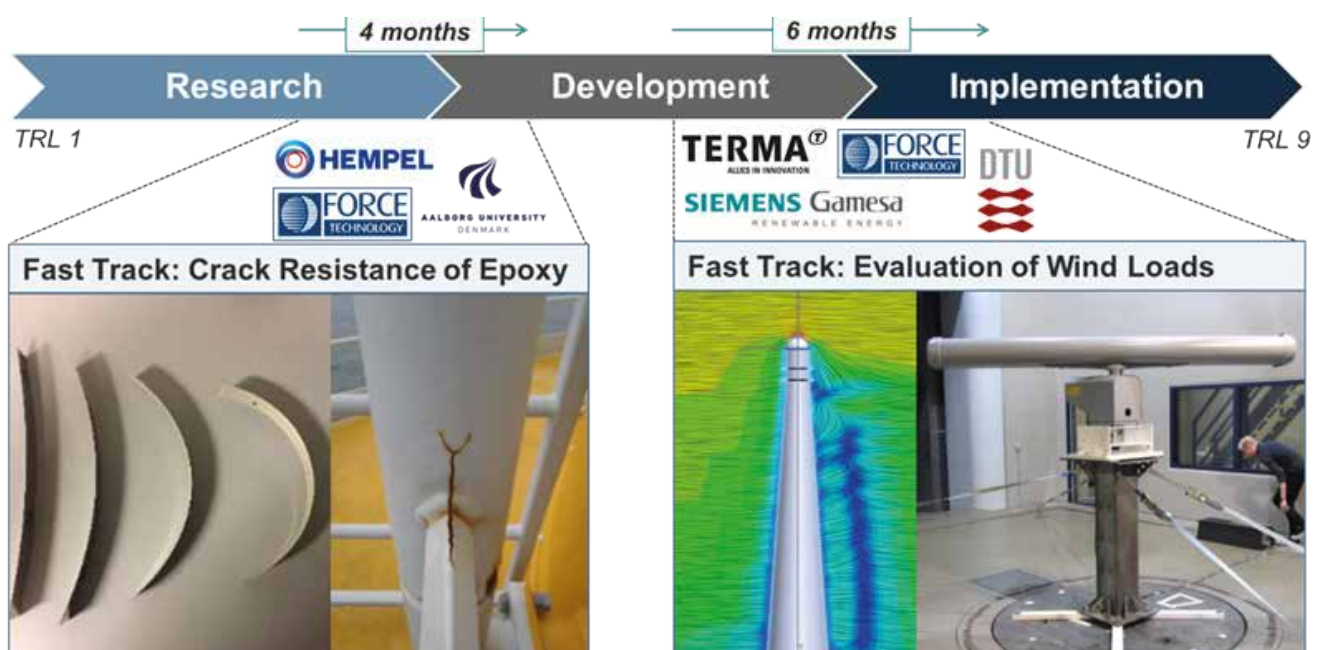 4 months
6 months
Research
Development
Implementation
TRL 1
TRL 9
HEMPEL
FORCE
TECHNOLOGY
AALBORG UNIVERSITY
DENMARK
TERMA T
ALLIES IN INNOVATION
FORCE
TECHNOLOGY
DTU
SIEMENS Gamesa
RENEWABLE ENERGY
Fast Track: Crack Resistance of Epoxy
Fast Track: Evaluation of Wind Loads